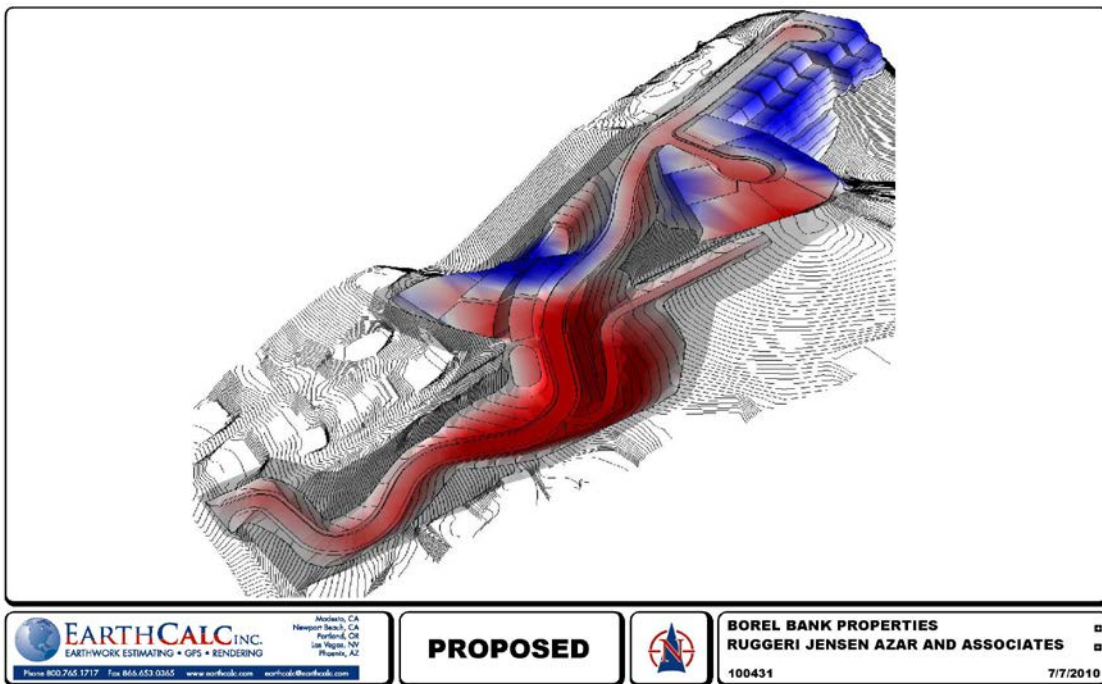 EARTHCALC INC.
EARTHWORK ESTIMATING • GPS • RENDERING
Modesto, CA
Newport Beach, CA
Portland, OR
Las Vegas, NV
Phoenix, AZ
Phone 800.765.1717 Fax 866.653.0365 www.earthcalc.com earthcalc@earthcalc.com
PROPOSED
N
BOREL BANK PROPERTIES
RUGGERI JENSEN AZAR AND ASSOCIATES
100431 7/7/2010